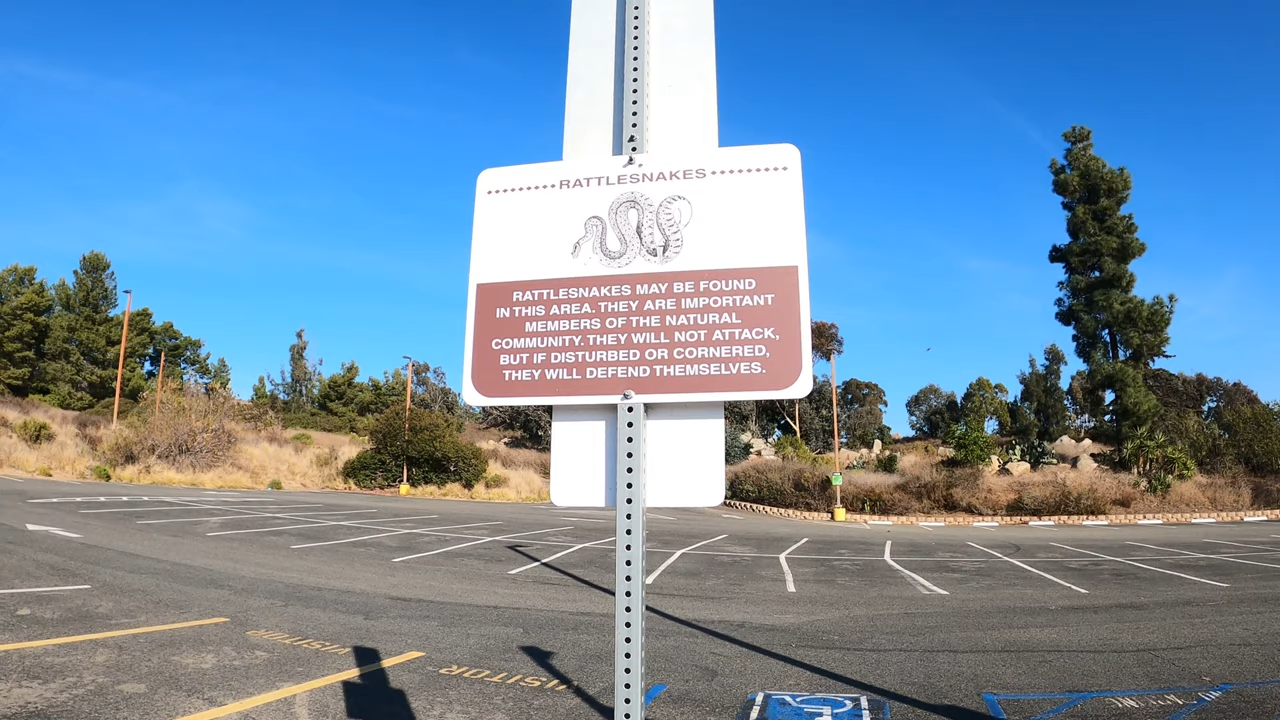 RATTLESNAKES
RATTLESNAKES MAY BE FOUND
IN THIS AREA. THEY ARE IMPORTANT
MEMBERS OF THE NATURAL
COMMUNITY. THEY WILL NOT ATTACK,
BUT IF DISTURBED OR CORNERED,
THEY WILL DEFEND THEMSELVES.
VISITOR
VISITOR